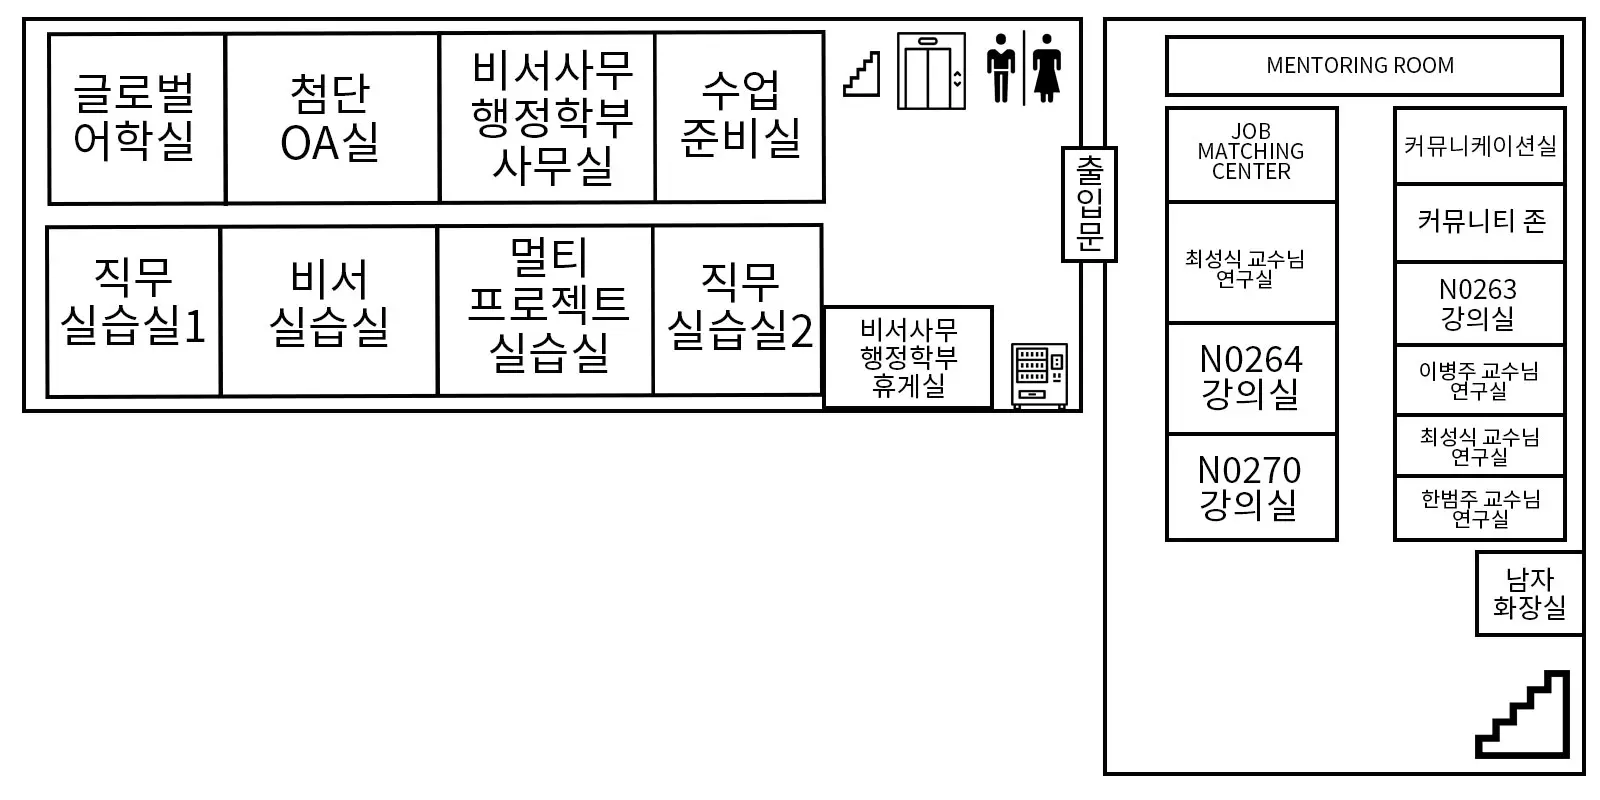 글로벌
어학실
첨단
OA실
비서사무
행정학부
사무실
수업
준비실
직무
실습실1
비서
실습실
멀티
프로젝트
실습실
직무
실습실2
비서사무
행정학부
휴게실
출
입
문
MENTORING ROOM
JOB
MATCHING
CENTER
최성식 교수님
연구실
N0264
강의실
N0270
강의실
커뮤니케이션실
커뮤니티 존
N0263
강의실
이병주 교수님
연구실
최성식 교수님
연구실
한범주 교수님
연구실
남자
화장실